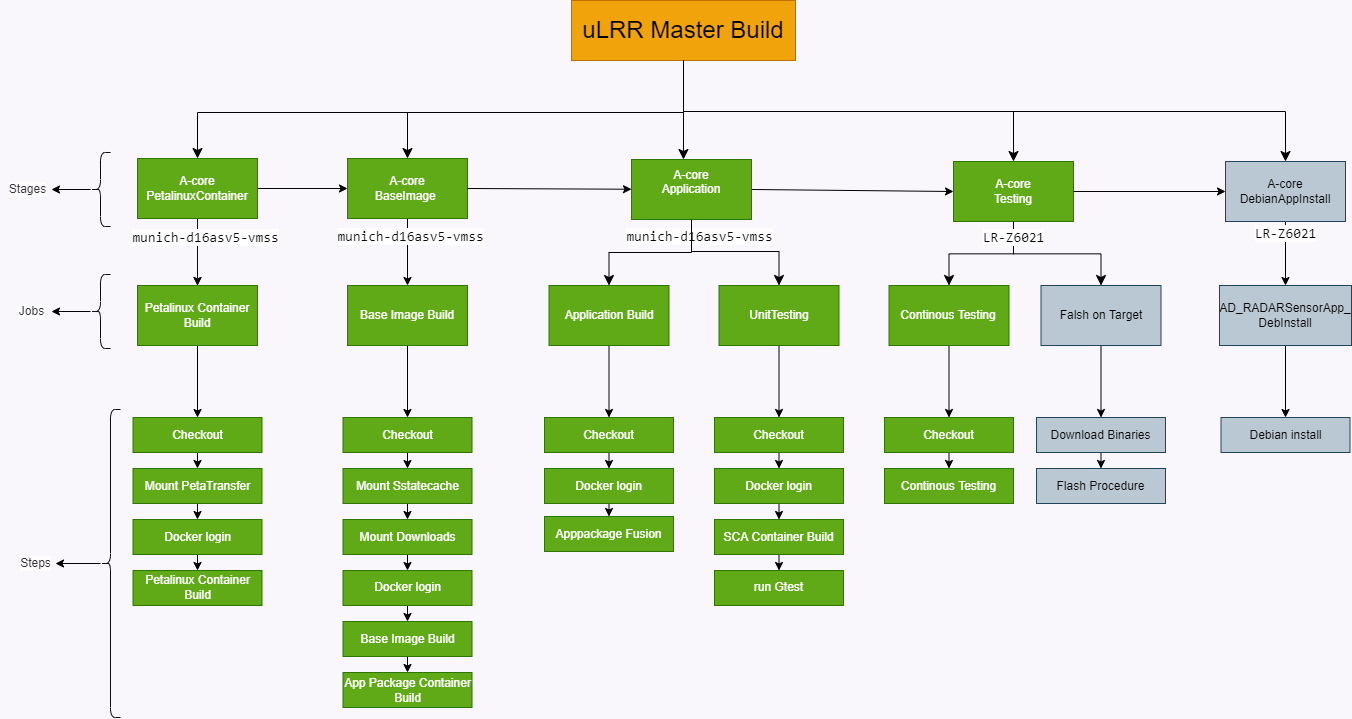 uLRR Master Build
Stages
A-core
PetalinuxContainer
A-core
BaseImage
A-core
Application
A-core
Testing
A-core
DebianAppInstall
munich-d16asv5-vmss
munich-d16asv5-vmss
munich-d16asv5-vmss
LR-Z6021
LR-Z6021
Jobs
Petalinux Container
Build
Base Image Build
Application Build
UnitTesting
Continous Testing
Falsh on Target
AD_RADARSensorApp_
DebInstall
Steps
Checkout
Mount PetaTransfer
Docker login
Petalinux Container
Build
Checkout
Mount Sstatecache
Mount Downloads
Docker login
Base Image Build
App Package Container
Build
Checkout
Docker login
Apppackage Fusion
Checkout
Docker login
SCA Container Build
run Gtest
Checkout
Continous Testing
Download Binaries
Flash Procedure
Debian install